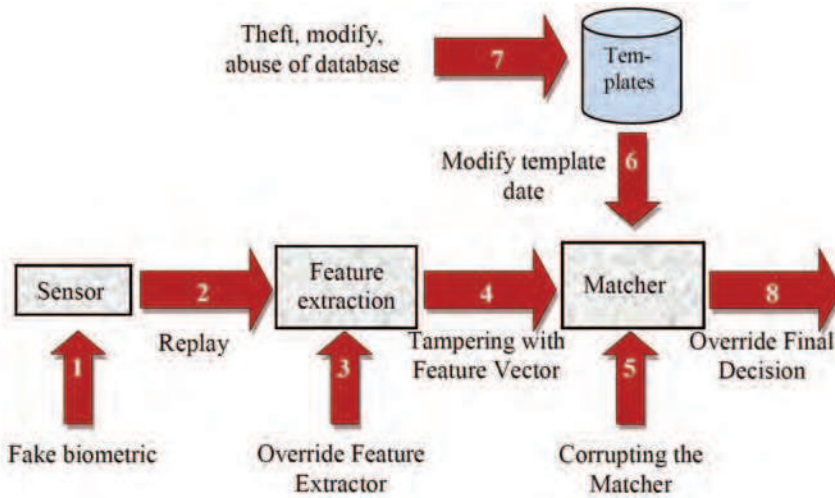 Theft, modify,
abuse of database
7
Tem-
plates
Modify template
date
6
Sensor
2
Replay
Feature
extraction
4
Tampering with
Feature Vector
Matcher
8
Override Final
Decision
1
Fake biometric
3
Override Feature
Extractor
5
Corrupting the
Matcher